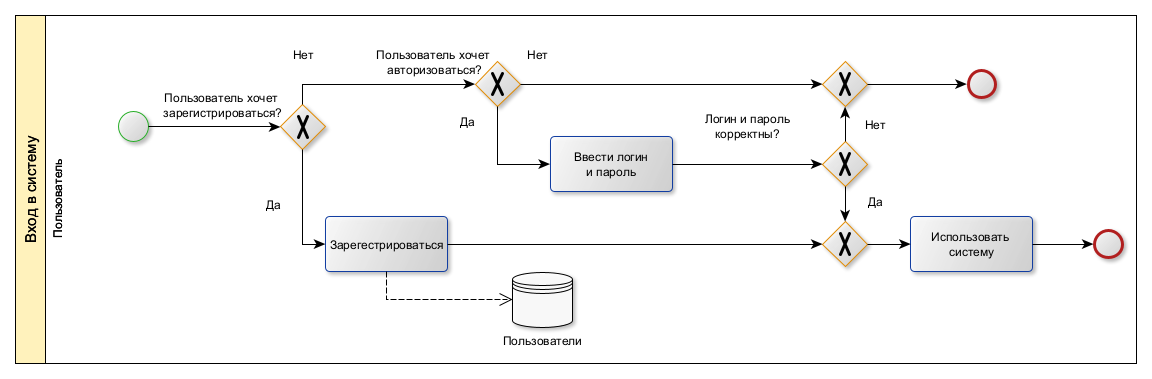 Вход в систему
Пользователь
Нет
Пользователь хочет
авторизоваться?
Нет
Пользователь хочет
зарегистрироваться?
Да
Логин и пароль
корректны?
Нет
Ввести логин
и пароль
Да
Да
Зарегестрироваться
Использовать
систему
Пользователи